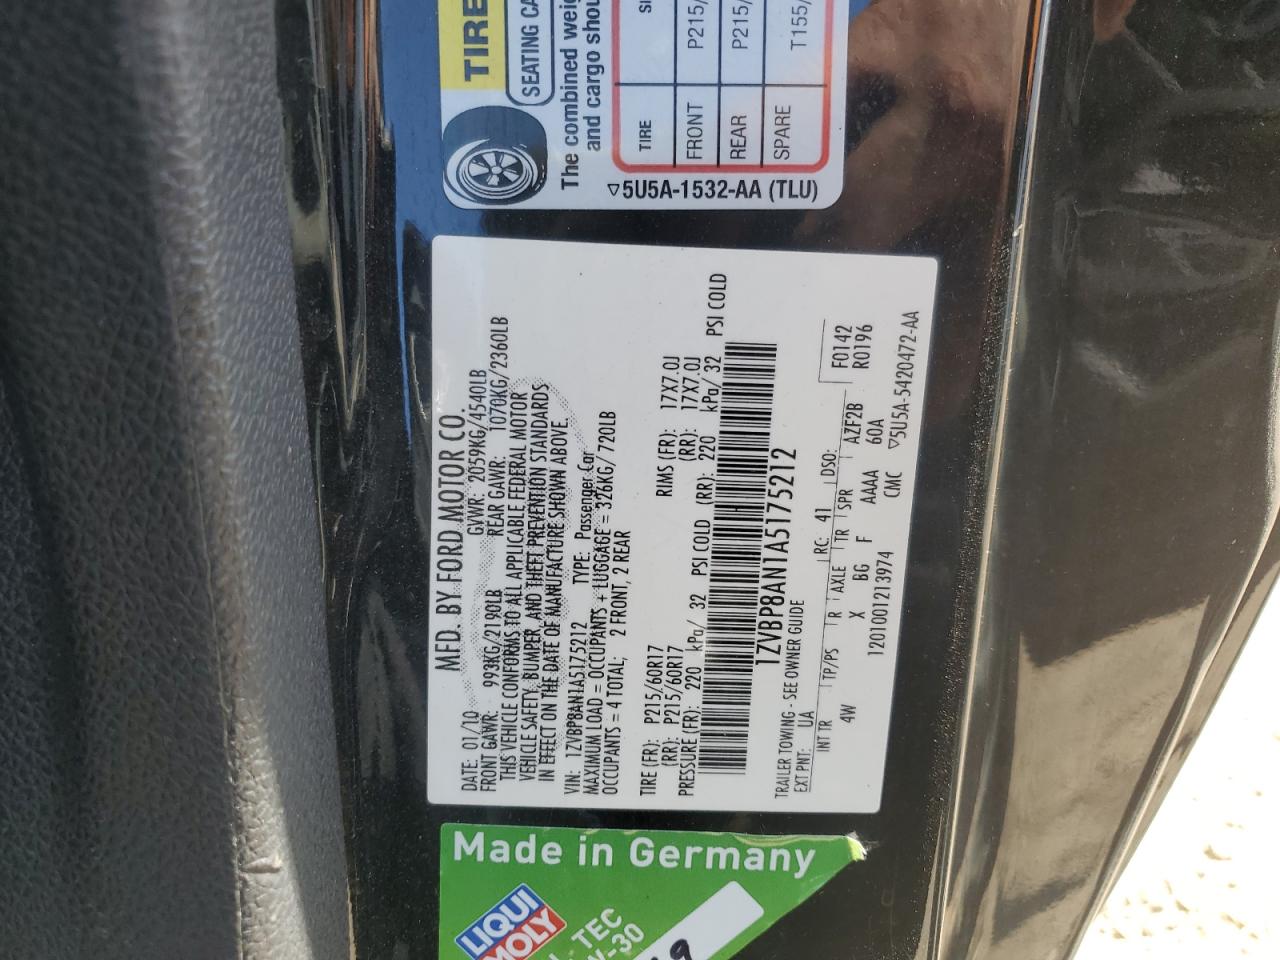 TIRE
SEATING CA
The combined weig
and cargo shou
TIRE SI
FRONT P215/
REAR P215/
SPARE T155/
5U5A-1532-AA (TLU)
MFD. BY FORD MOTOR CO.
DATE: 01/10 GVWR: 2059KG/4540LB
FRONT GAWR: 993KG/2190LB REAR GAWR: 1070KG/2360LB
THIS VEHICLE CONFORMS TO ALL APPLICABLE FEDERAL MOTOR
VEHICLE SAFETY, BUMPER, AND THEFT PREVENTION STANDARDS
IN EFFECT ON THE DATE OF MANUFACTURE SHOWN ABOVE.
VIN: 1ZVBP8AN1A5175212 TYPE: Passenger Car
MAXIMUM LOAD = OCCUPANTS + LUGGAGE = 326KG/720LB
OCCUPANTS = 4 TOTAL; 2 FRONT, 2 REAR
TIRE (FR): P215/60R17 RIMS (FR): 17X7.0J
(RR): P215/60R17 (RR): 17X7.0J
PRESSURE (FR): 220 kPa/ 32 PSI COLD (RR): 220 kPa/ 32 PSI COLD
1ZVBP8AN1A5175212
TRAILER TOWING - SEE OWNER GUIDE
EXT PNT: UA RC: 41 DSO: F0142
INT TR TP/PS R AXLE TR SPR AZF2B R0196
4W X BG F AAAA 60A
1201001213974 CMC 5U5A-5420472-AA
Made in Germany
LIQUI
MOLY
TEC
-30